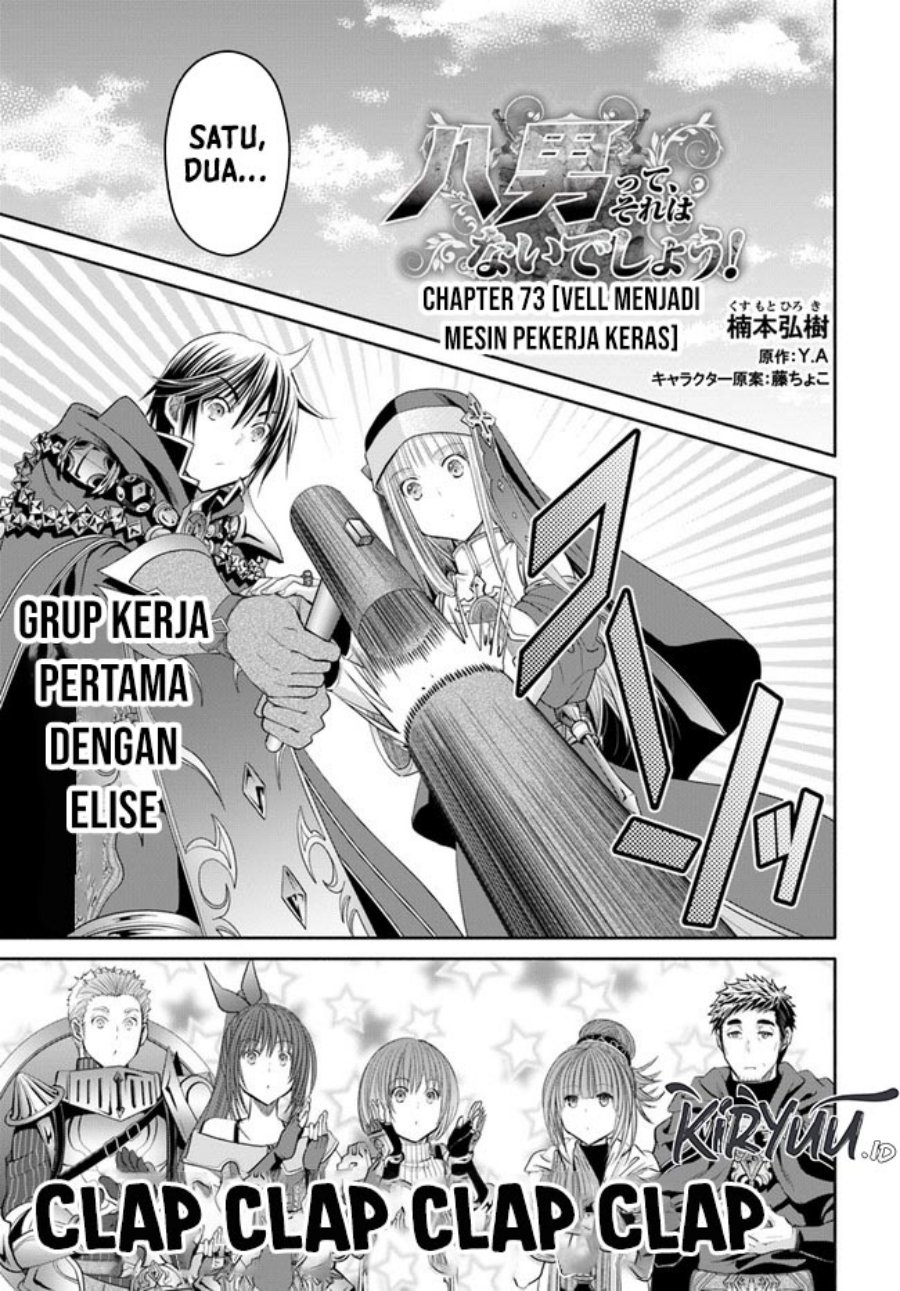 SATU,
DUA...
八男って、
それは
ないでしょう!
CHAPTER 73 [VELL MENJADI
MESIN PEKERJA KERAS]
くすもとひろき
楠本弘樹
原作:Y.A
キャラクター原案:藤ちょこ
GRUP KERJA
PERTAMA
DENGAN
ELISE
KIRYUU.ID
CLAP CLAP CLAP CLAP